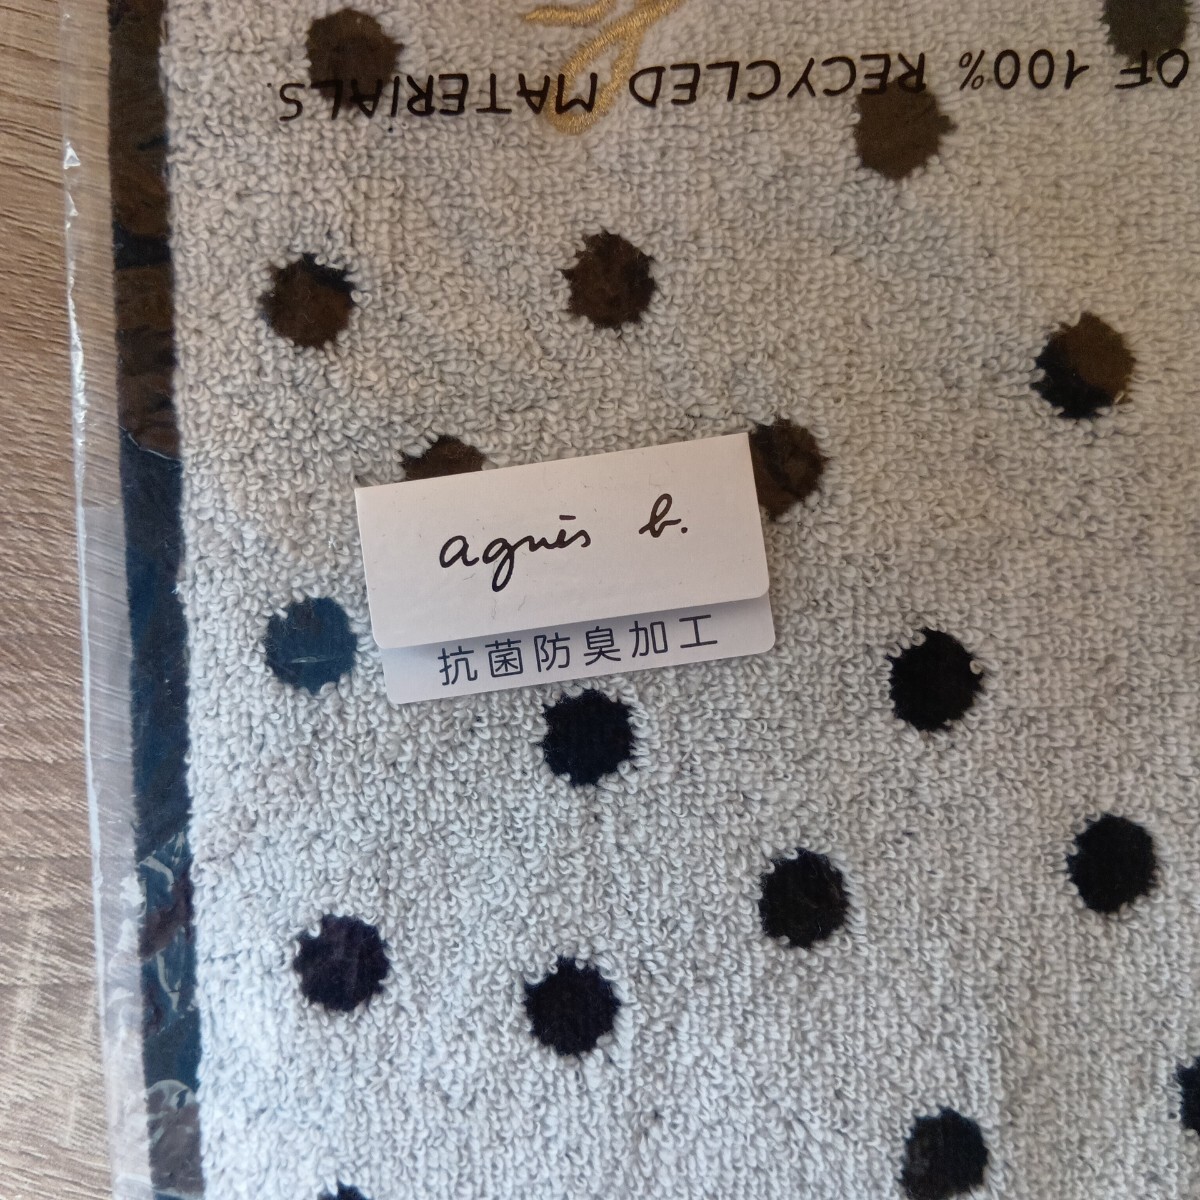 OF 100% RECYCLED MATERIALS.
agnès b.
抗菌防臭加工